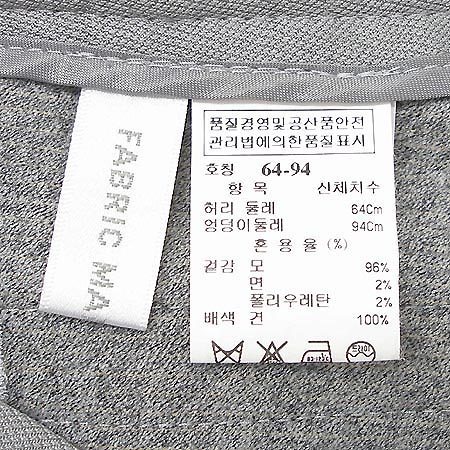 FABRIC MA
품질경영및공산품안전
관리법에의한품질표시
호칭 64-94
항 목 신체치수
허리 둘레 64Cm
엉덩이둘레 94Cm
혼 용 율 (%)
겉감 모 96%
면 2%
폴리우레탄 2%
배색 견 100%
드라이